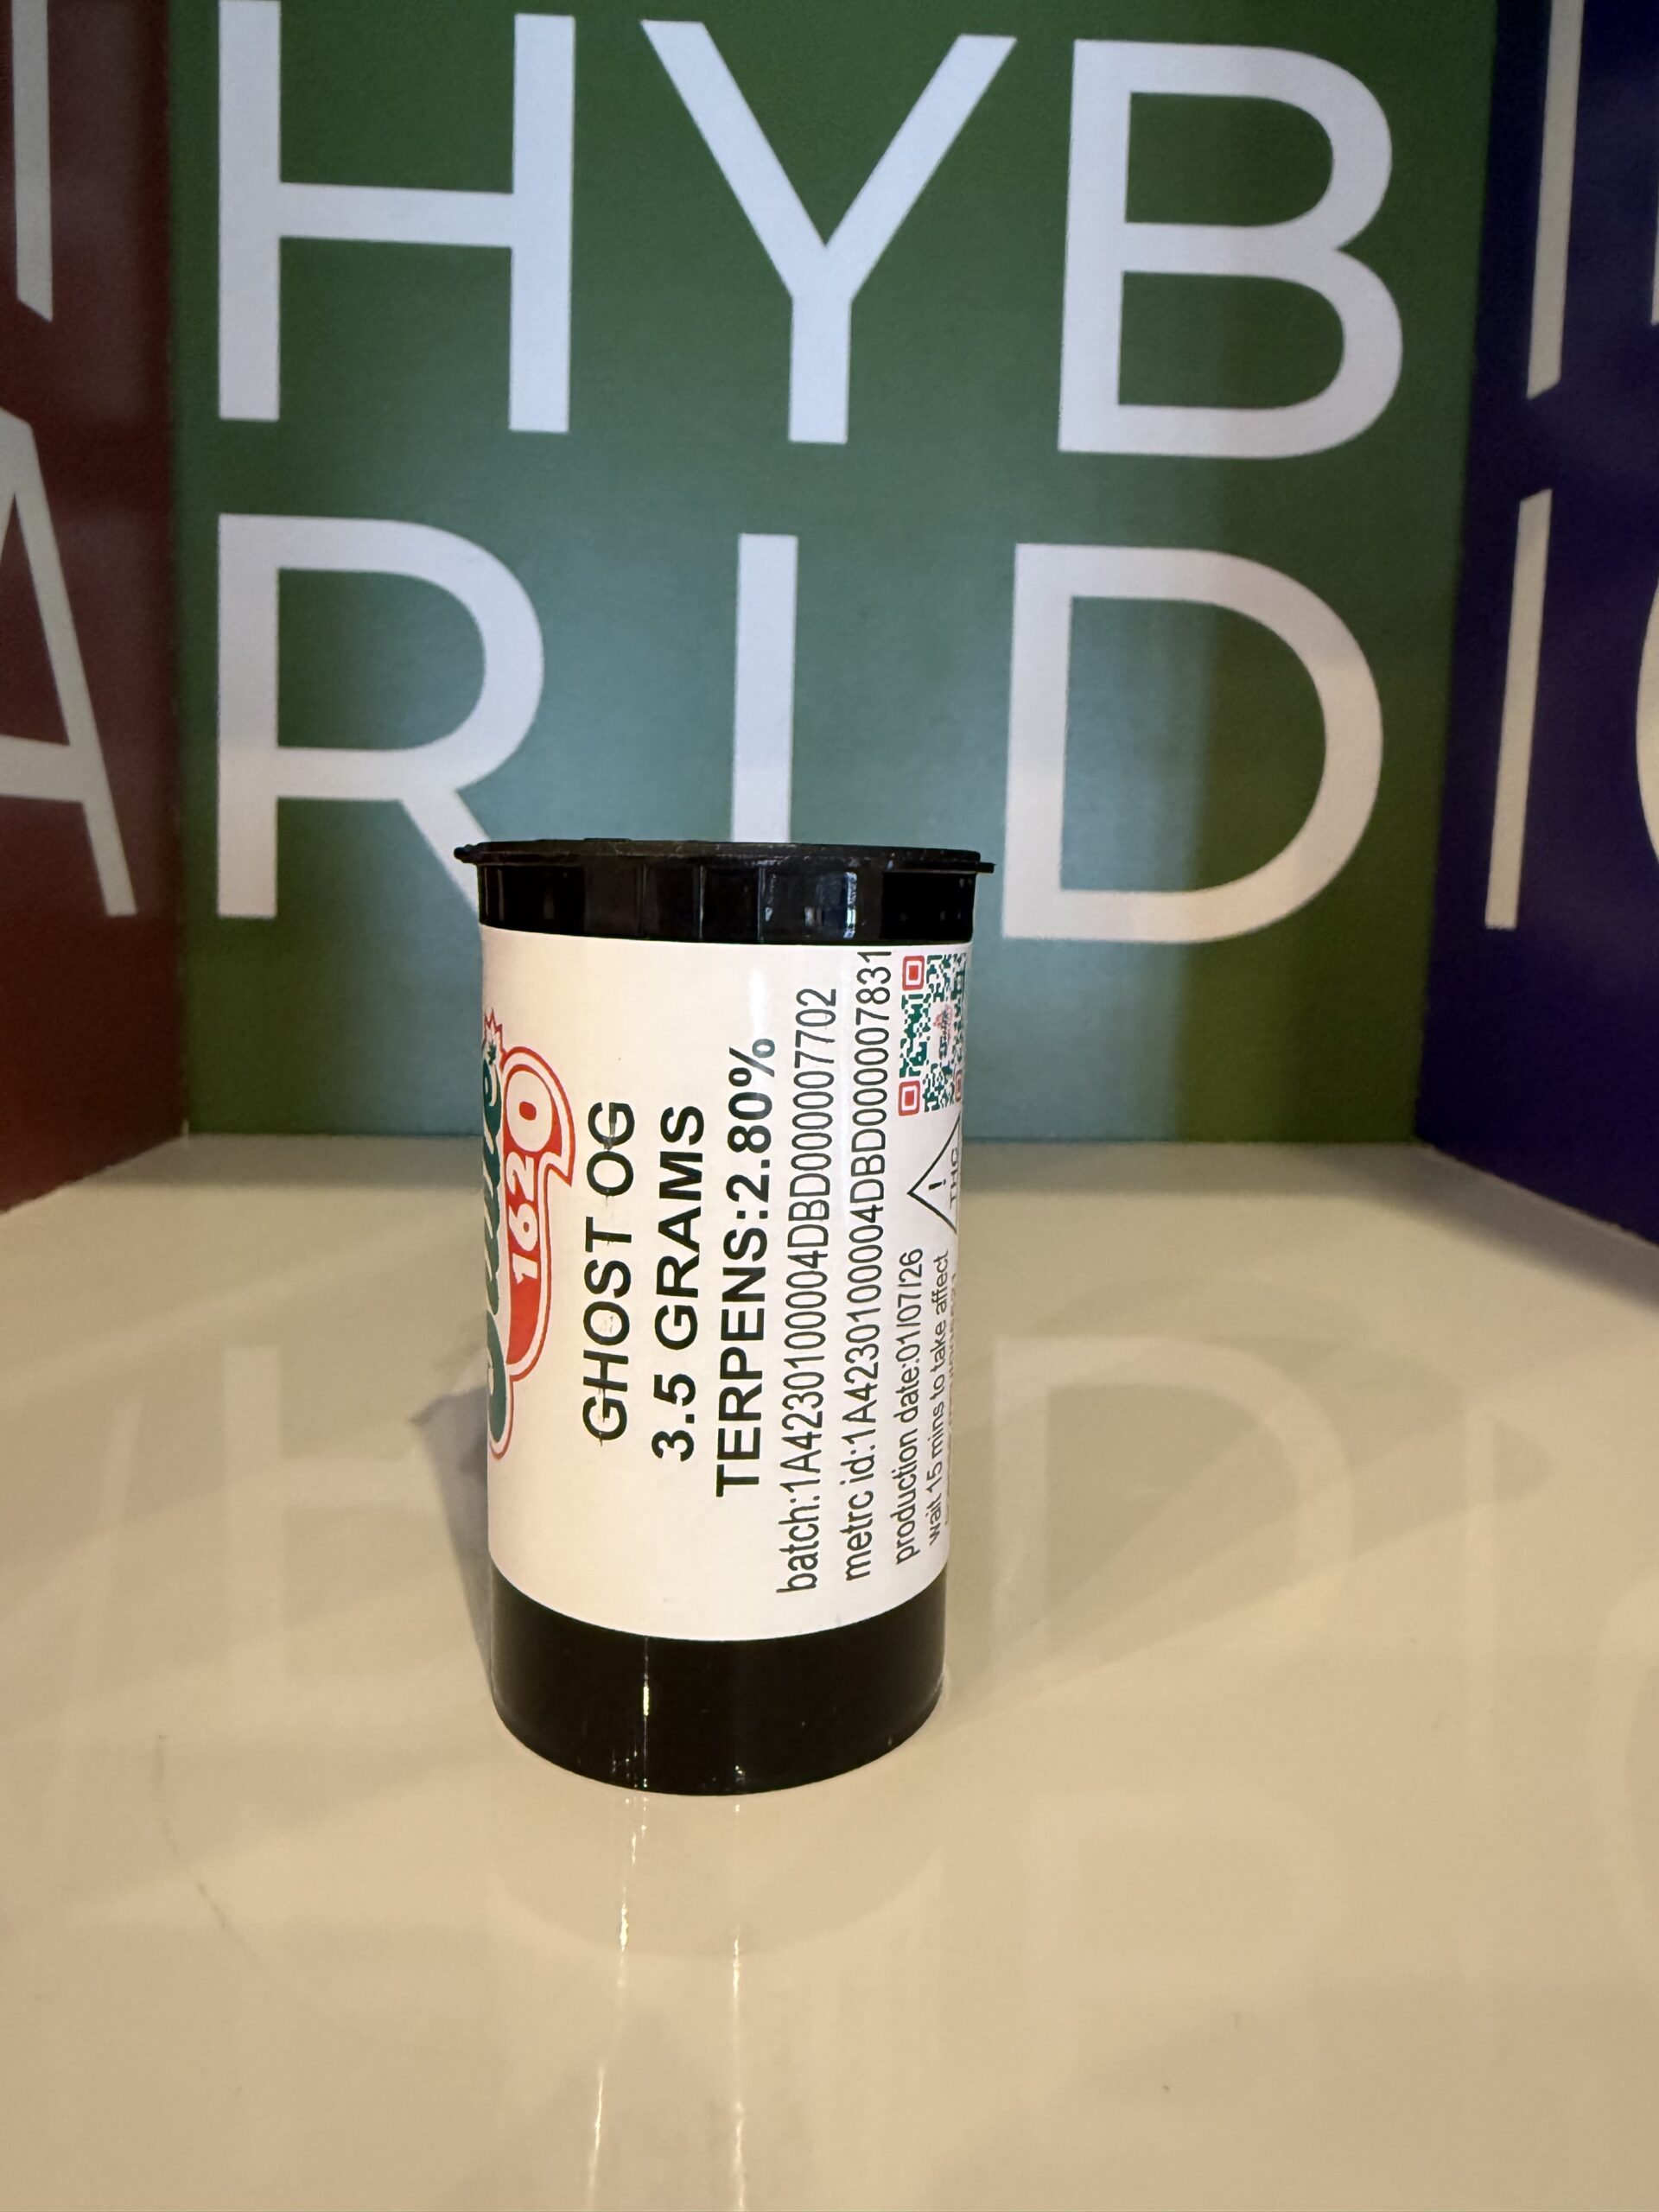 HYB
RID
1620
GHOST OG
3.5 GRAMS
TERPENS:2.80%
batch:1A4230100004DBD000007702
metrc id:1A4230100004DBD000007831
production date:01/07/26
wait 15 mins to take affect
! THC